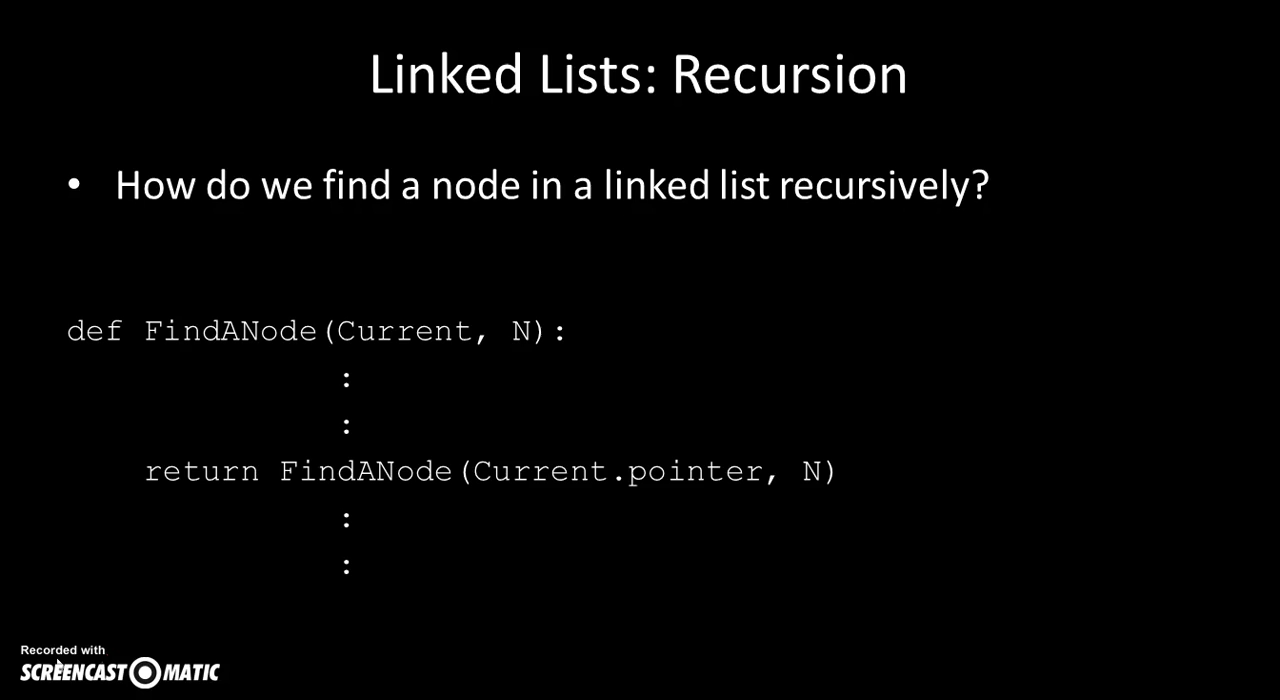 Linked Lists: Recursion
• How do we find a node in a linked list recursively?
def FindANode(Current, N):
:
:
return FindANode(Current.pointer, N)
:
:
Recorded with
SCREENCAST-O-MATIC